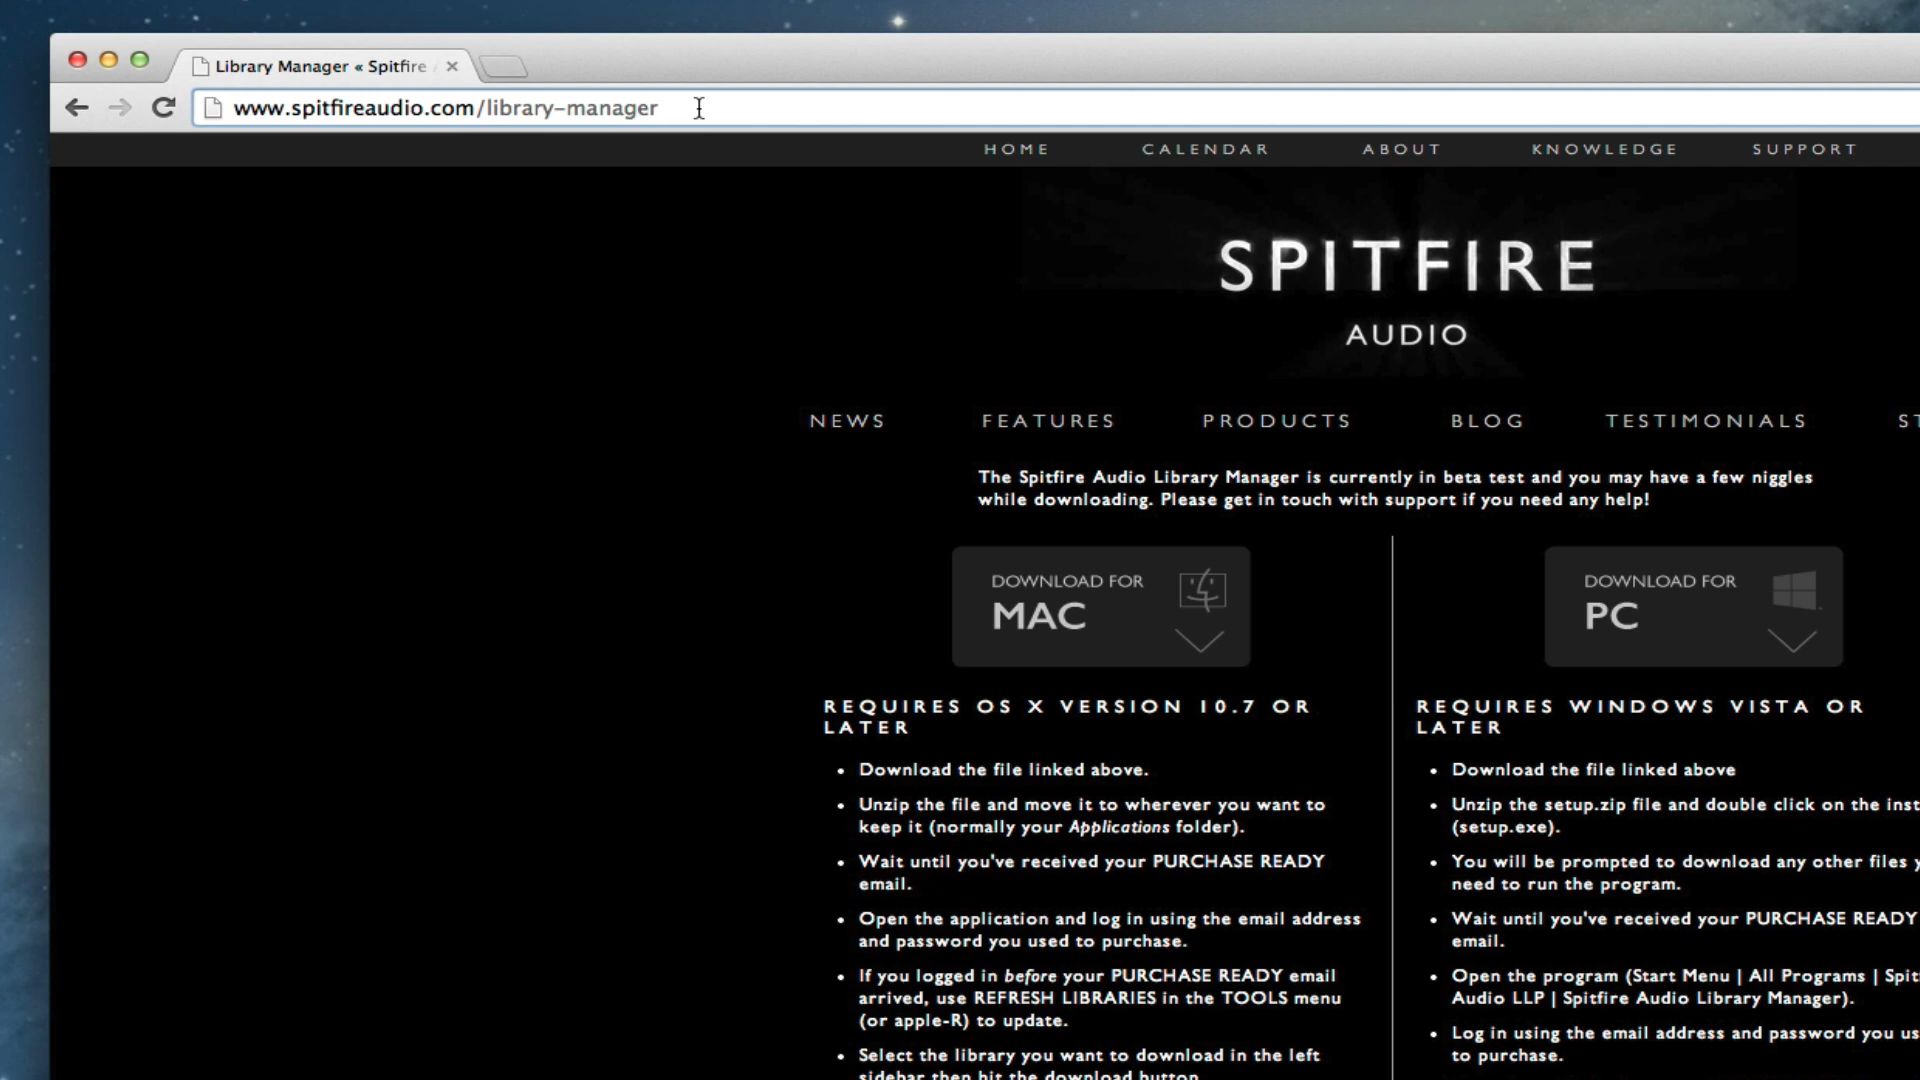 Library Manager « Spitfire
www.spitfireaudio.com/library-manager
HOME CALENDAR ABOUT KNOWLEDGE SUPPORT
SPITFIRE
AUDIO
NEWS FEATURES PRODUCTS BLOG TESTIMONIALS
The Spitfire Audio Library Manager is currently in beta test and you may have a few niggles
while downloading. Please get in touch with support if you need any help!
DOWNLOAD FOR
MAC
REQUIRES OS X VERSION 10.7 OR
LATER
• Download the file linked above.
• Unzip the file and move it to wherever you want to
keep it (normally your Applications folder).
• Wait until you've received your PURCHASE READY
email.
• Open the application and log in using the email address
and password you used to purchase.
• If you logged in before your PURCHASE READY email
arrived, use REFRESH LIBRARIES in the TOOLS menu
(or apple-R) to update.
• Select the library you want to download in the left
sidebar then hit the download button.
DOWNLOAD FOR
PC
REQUIRES WINDOWS VISTA OR
LATER
• Download the file linked above
• Unzip the setup.zip file and double click on the
(setup.exe).
• You will be prompted to download any other files
need to run the program.
• Wait until you've received your PURCHASE READY
email.
• Open the program (Start Menu | All Programs |
Audio LLP | Spitfire Audio Library Manager).
• Log in using the email address and password you
to purchase.